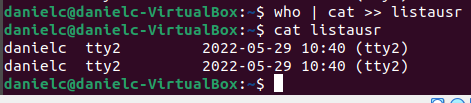 danielc@danielc-VirtualBox:~$ who | cat >> listausr
danielc@danielc-VirtualBox:~$ cat listausr
danielc  tty2         2022-05-29 10:40 (tty2)
danielc  tty2         2022-05-29 10:40 (tty2)
danielc@danielc-VirtualBox:~$